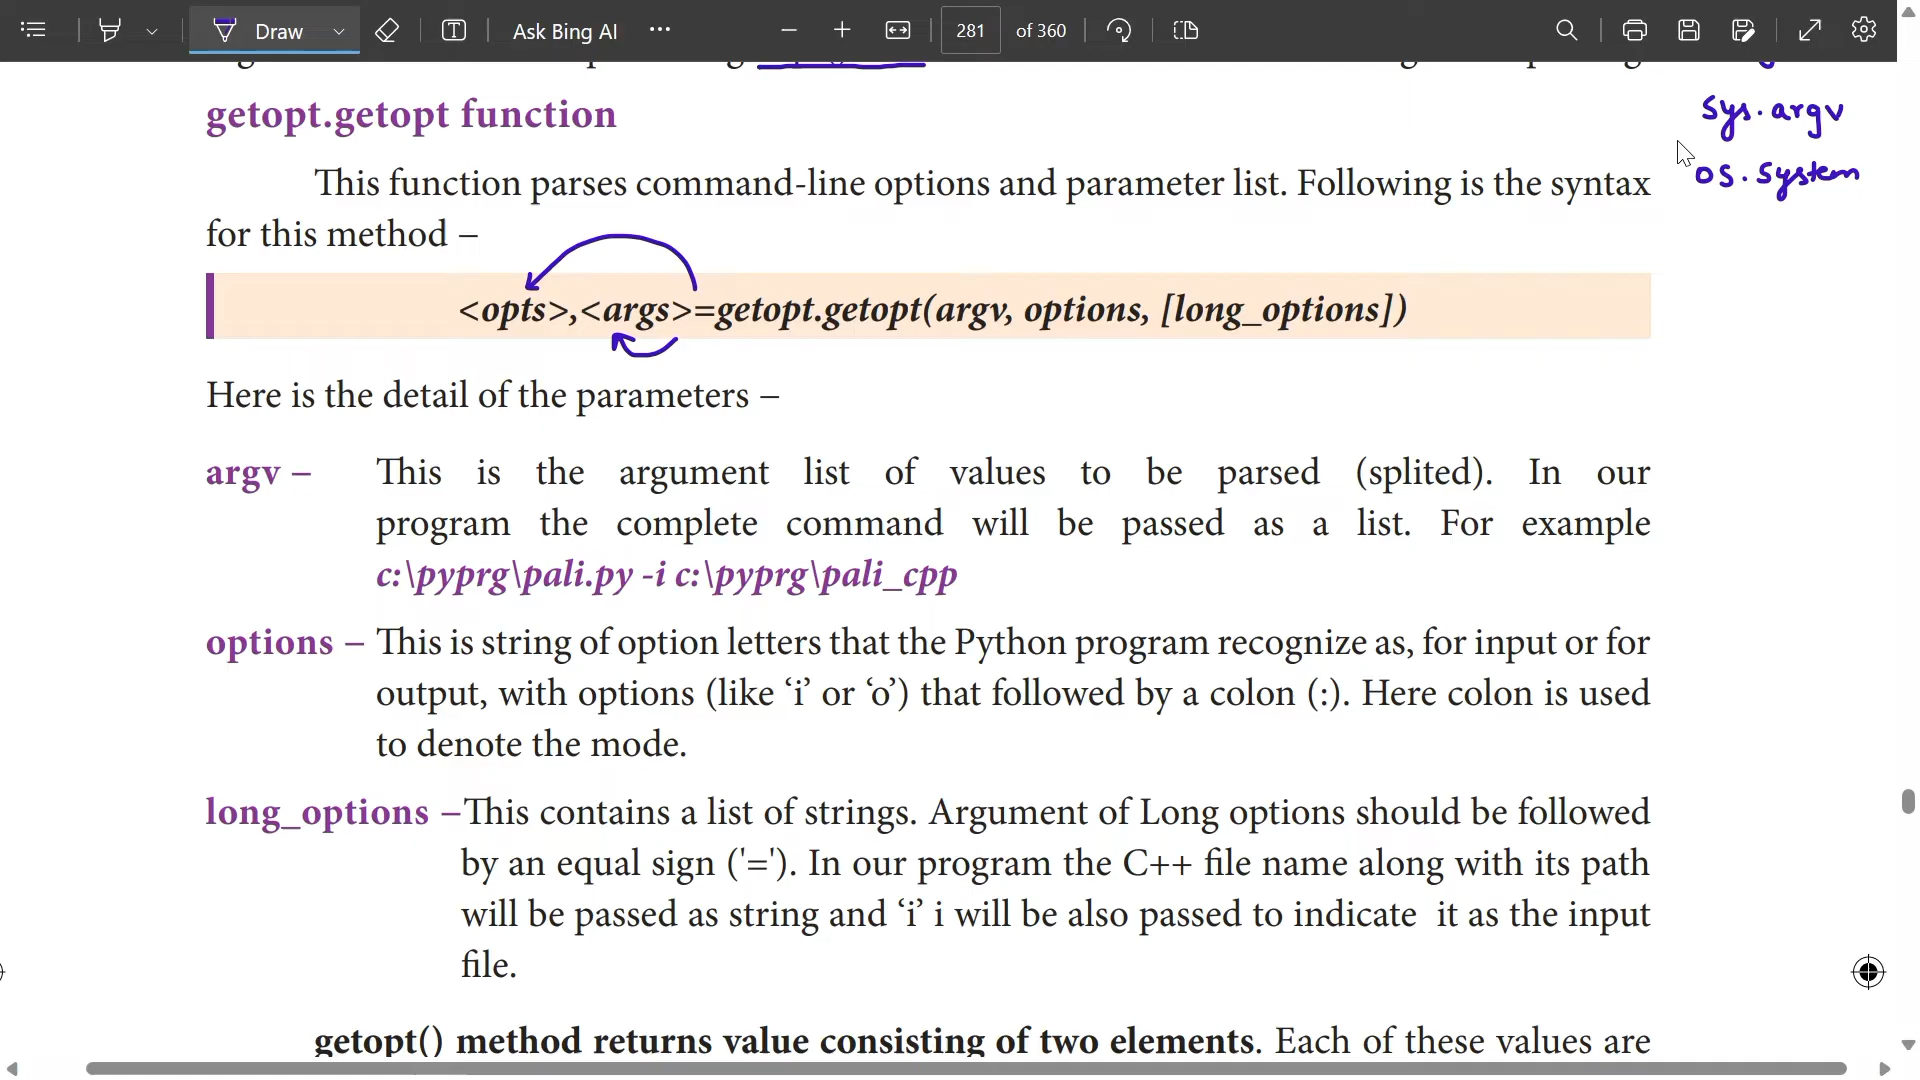 Draw
Ask Bing AI
281 of 360
getopt.getopt function
sys.argv
This function parses command-line options and parameter list. Following is the syntax
os.system
for this method –
<opts>,<args>=getopt.getopt(argv, options, [long_options])
Here is the detail of the parameters –
argv – This is the argument list of values to be parsed (splited). In our
program the complete command will be passed as a list. For example
c:\pyprg\pali.py -i c:\pyprg\pali_cpp
options – This is string of option letters that the Python program recognize as, for input or for
output, with options (like ‘i’ or ‘o’) that followed by a colon (:). Here colon is used
to denote the mode.
long_options –This contains a list of strings. Argument of Long options should be followed
by an equal sign ('='). In our program the C++ file name along with its path
will be passed as string and ‘i’ i will be also passed to indicate it as the input
file.
getopt() method returns value consisting of two elements. Each of these values are